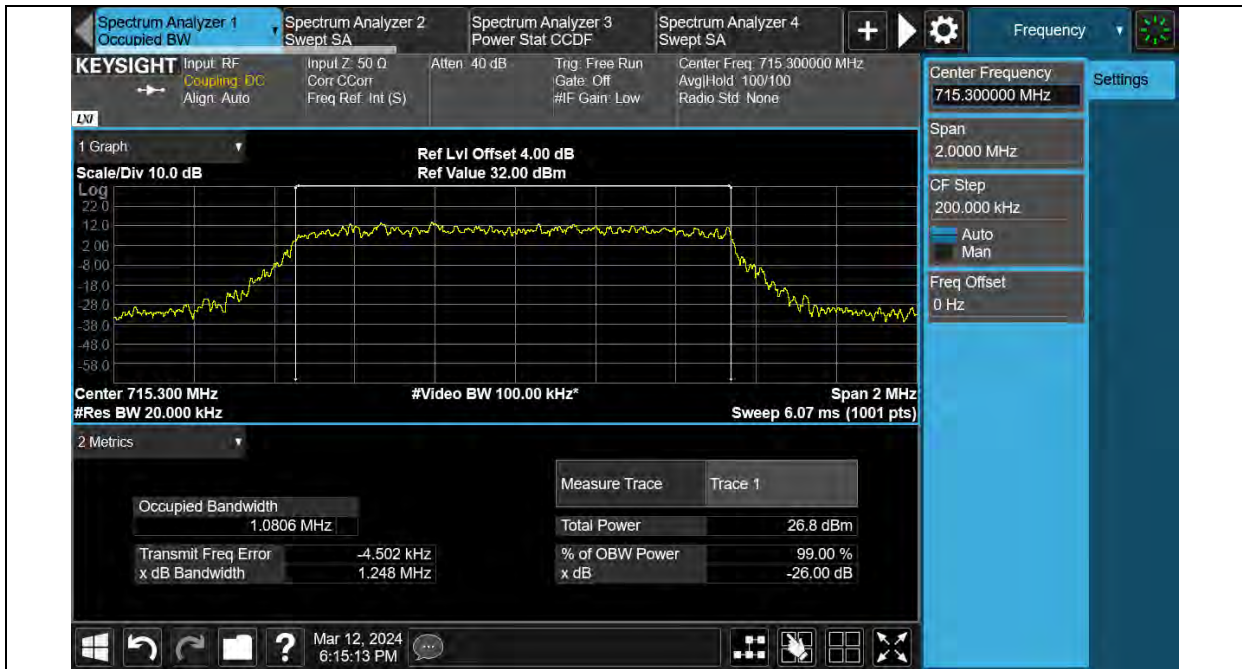 Spectrum Analyzer 1
Occupied BW
Spectrum Analyzer 2
Swept SA
Spectrum Analyzer 3
Power Stat CCDF
Spectrum Analyzer 4
Swept SA
+
Frequency
KEYSIGHT
Input: RF
Coupling: DC
Align: Auto
Input Z: 50 Ω
Corr CCorr
Freq Ref: Int (S)
Atten: 40 dB
Trig: Free Run
Gate: Off
#IF Gain: Low
Center Freq: 715.300000 MHz
Avg|Hold: 100/100
Radio Std: None
LXI
Center Frequency
715.300000 MHz
Settings
Span
2.0000 MHz
CF Step
200.000 kHz
Auto
Man
Freq Offset
0 Hz
1 Graph
Scale/Div 10.0 dB
Ref Lvl Offset 4.00 dB
Ref Value 32.00 dBm
Log
22.0
12.0
2.00
-8.00
-18.0
-28.0
-38.0
-48.0
-58.0
Center 715.300 MHz
#Video BW 100.00 kHz*
Span 2 MHz
#Res BW 20.000 kHz
Sweep 6.07 ms (1001 pts)
2 Metrics
Measure Trace
Trace 1
Occupied Bandwidth
1.0806 MHz
Total Power
26.8 dBm
Transmit Freq Error
-4.502 kHz
% of OBW Power
99.00 %
x dB Bandwidth
1.248 MHz
x dB
-26.00 dB
?
Mar 12, 2024
6:15:13 PM